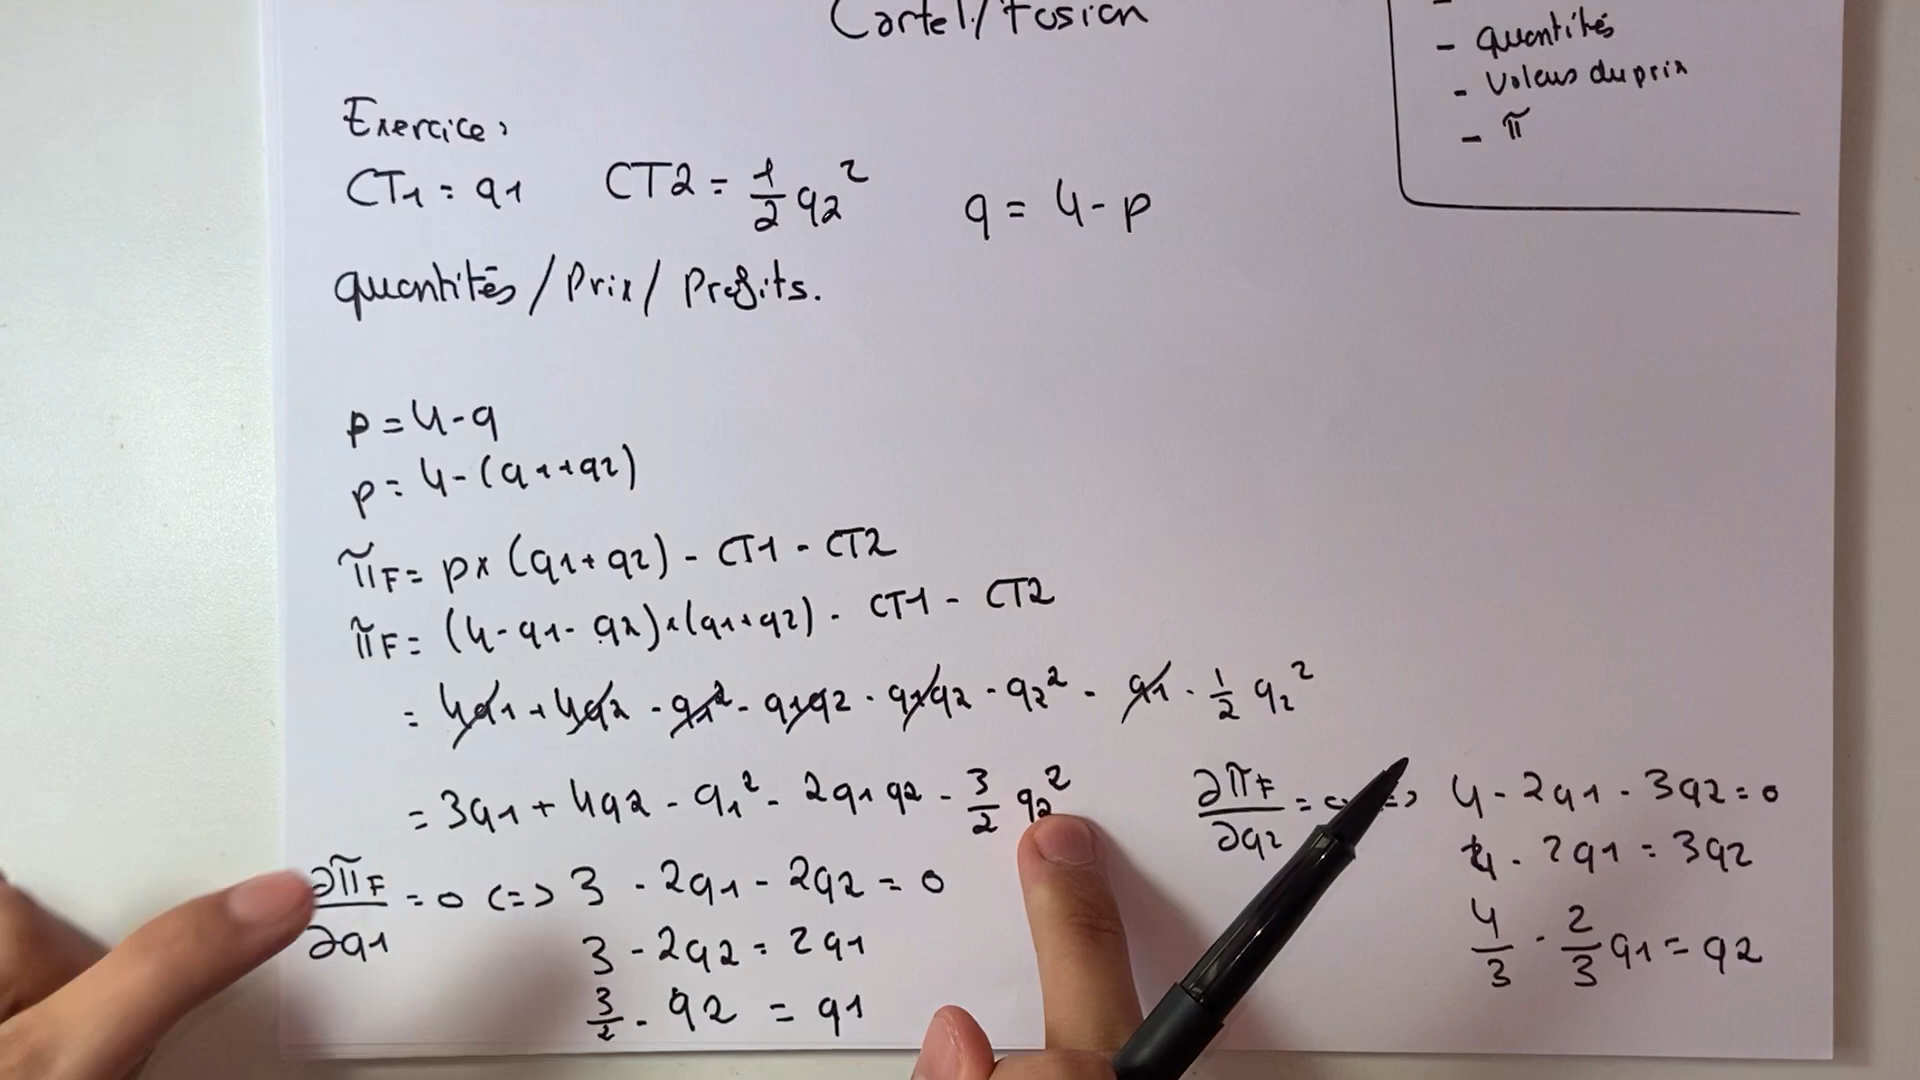 Cartel/Fusion
- quantités
- Valeurs du prix
- π
Exercice:
CT1 = q1 CT2 = 1/2 q2² q = 4 - p
quantités / Prix / Profits.
p = 4 - q
p = 4 - (q1 + q2)
πF = p × (q1 + q2) - CT1 - CT2
πF = (4 - q1 - q2) × (q1 + q2) - CT1 - CT2
= 4q1 + 4q2 - q1² - q1q2 - q1q2 - q2² - q1 - 1/2 q2²
= 3q1 + 4q2 - q1² - 2q1q2 - 3/2 q2²
∂πF/∂q1 = 0 <=> 3 - 2q1 - 2q2 = 0
3 - 2q2 = 2q1
3/2 - q2 = q1
∂πF/∂q2 = 4 - 2q1 - 3q2 = 0
4 - 2q1 = 3q2
4/3 - 2/3 q1 = q2